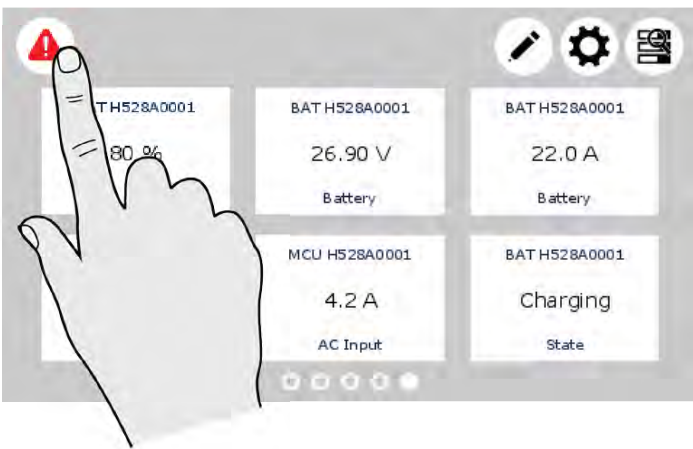 T H528A0001
BAT H528A0001
BAT H528A0001
80 %
26.90 V
22.0 A
Battery
Battery
MCU H528A0001
BAT H528A0001
4.2 A
Charging
AC Input
State